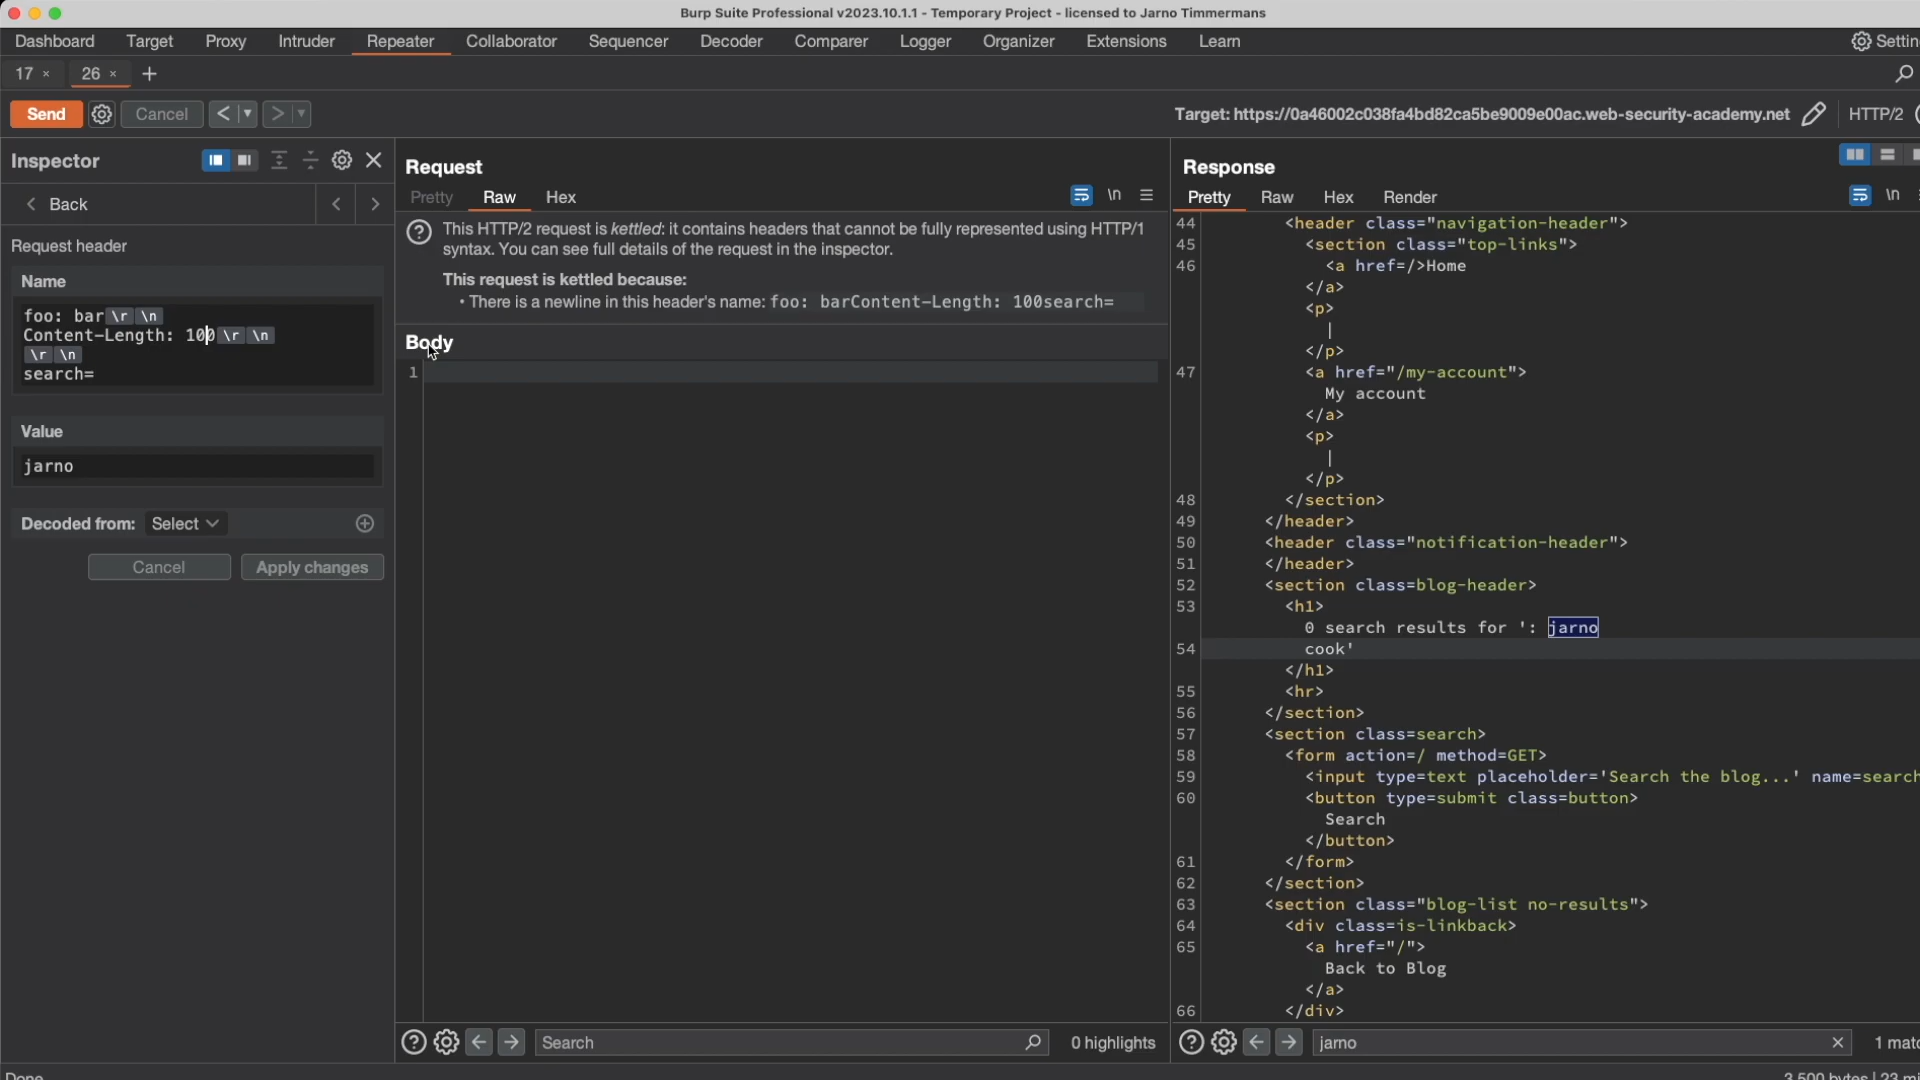 Burp Suite Professional v2023.10.1.1 - Temporary Project - licensed to Jarno Timmermans
Dashboard Target Proxy Intruder Repeater Collaborator Sequencer Decoder Comparer Logger Organizer Extensions Learn Settin
17 × 26 × +
Send Cancel < >
Target: https://0a46002c038fa4bd82ca5be9009e00ac.web-security-academy.net HTTP/2
Inspector
Back
Request header
Name
foo: bar \r \n
Content-Length: 100 \r \n
\r \n
search=
Value
jarno
Decoded from: Select
Cancel Apply changes
Request
Pretty Raw Hex \n
This HTTP/2 request is kettled: it contains headers that cannot be fully represented using HTTP/1
syntax. You can see full details of the request in the inspector.
This request is kettled because:
• There is a newline in this header's name: foo: barContent-Length: 100search=
Body
1
Search 0 highlights
Response
Pretty Raw Hex Render \n
44 <header class="navigation-header">
45 <section class="top-links">
46 <a href=/>Home
</a>
<p>
|
</p>
47 <a href="/my-account">
My account
</a>
<p>
|
</p>
48 </section>
49 </header>
50 <header class="notification-header">
51 </header>
52 <section class=blog-header>
53 <h1>
0 search results for ': jarno
54 cook'
</h1>
55 <hr>
56 </section>
57 <section class=search>
58 <form action=/ method=GET>
59 <input type=text placeholder='Search the blog...' name=search
60 <button type=submit class=button>
Search
</button>
61 </form>
62 </section>
63 <section class="blog-list no-results">
64 <div class=is-linkback>
65 <a href="/">
Back to Blog
</a>
66 </div>
jarno 1 matc
Done
3,500 bytes | 23 mi